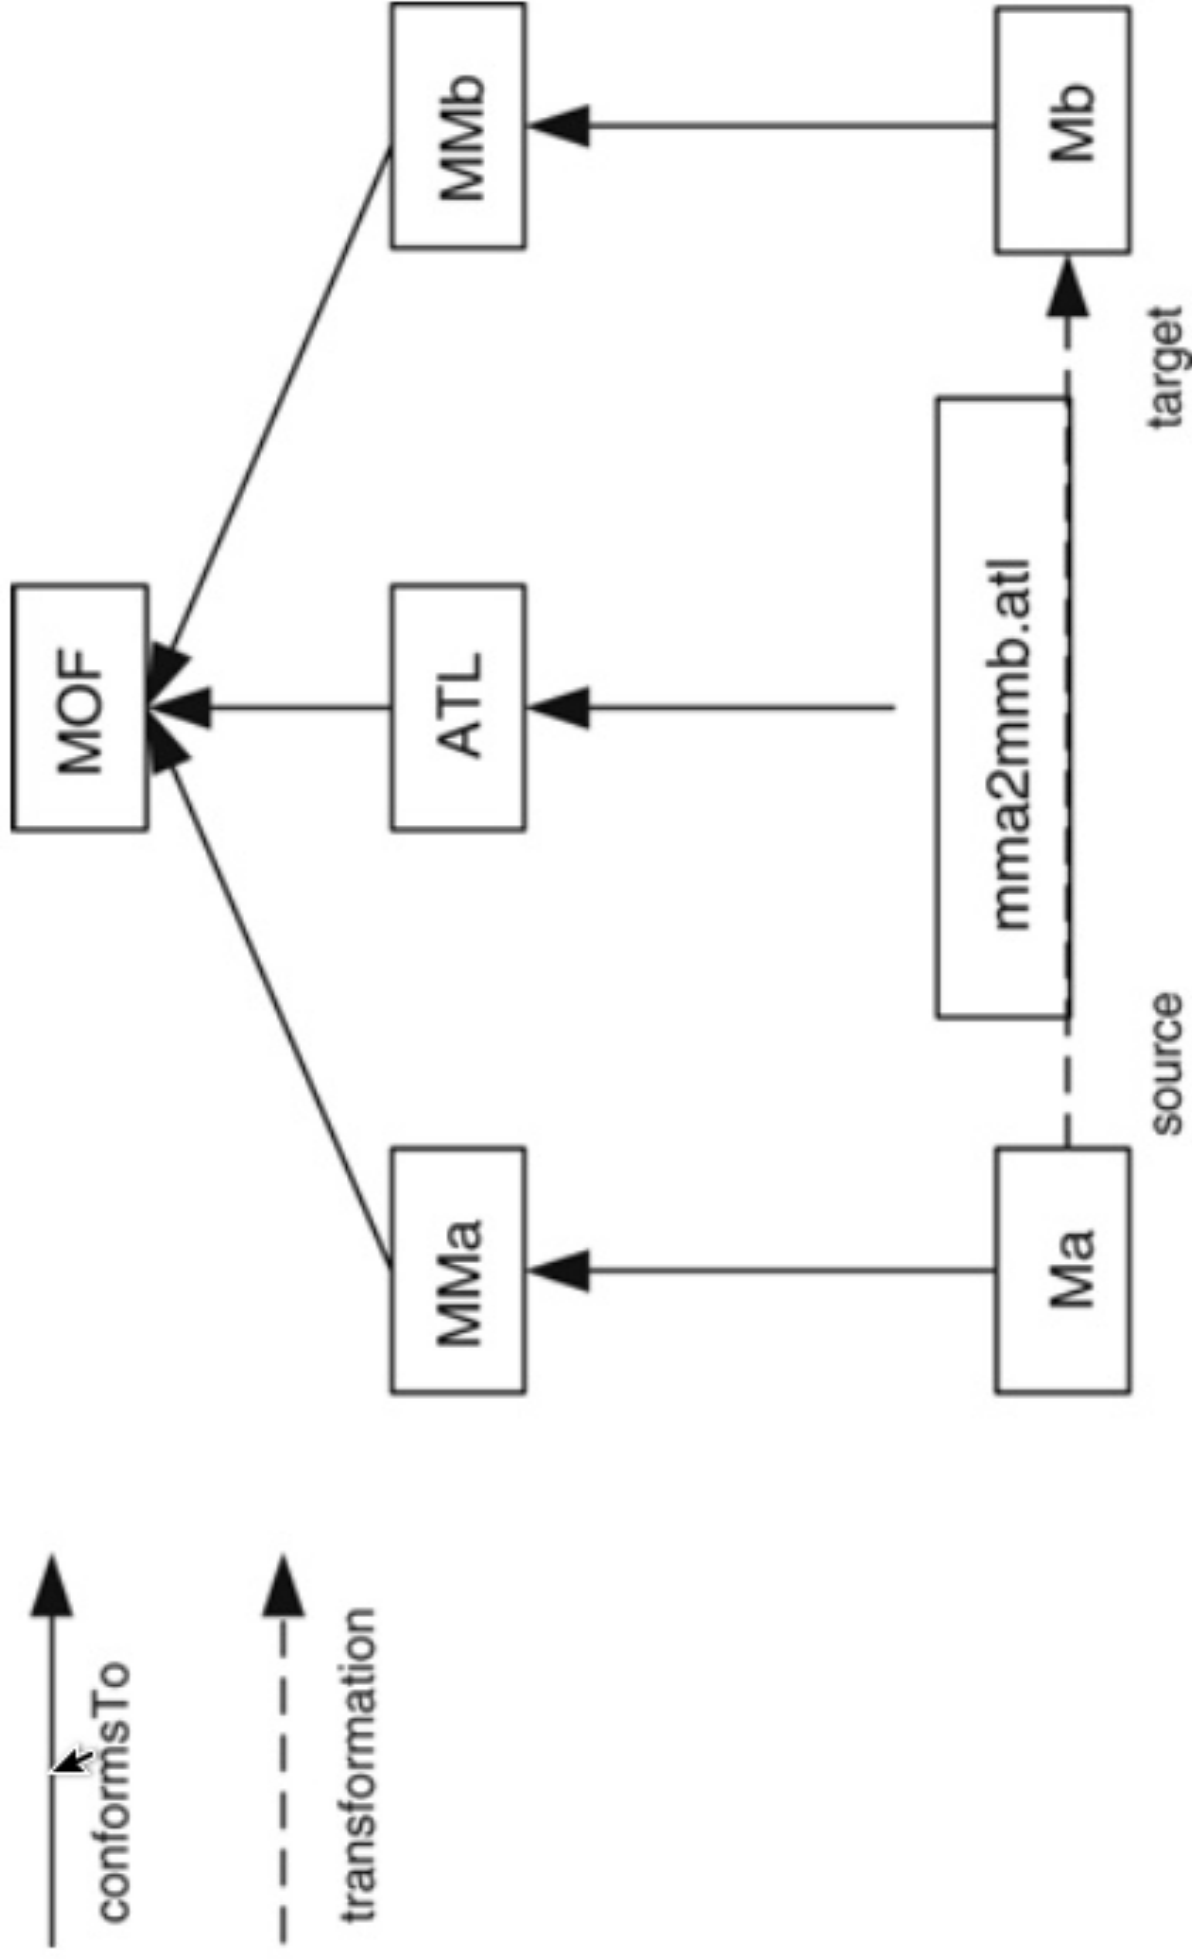 conformsTo
transformation
MOF
MMa
ATL
MMb
mma2mmb.atl
Ma
Mb
source
target